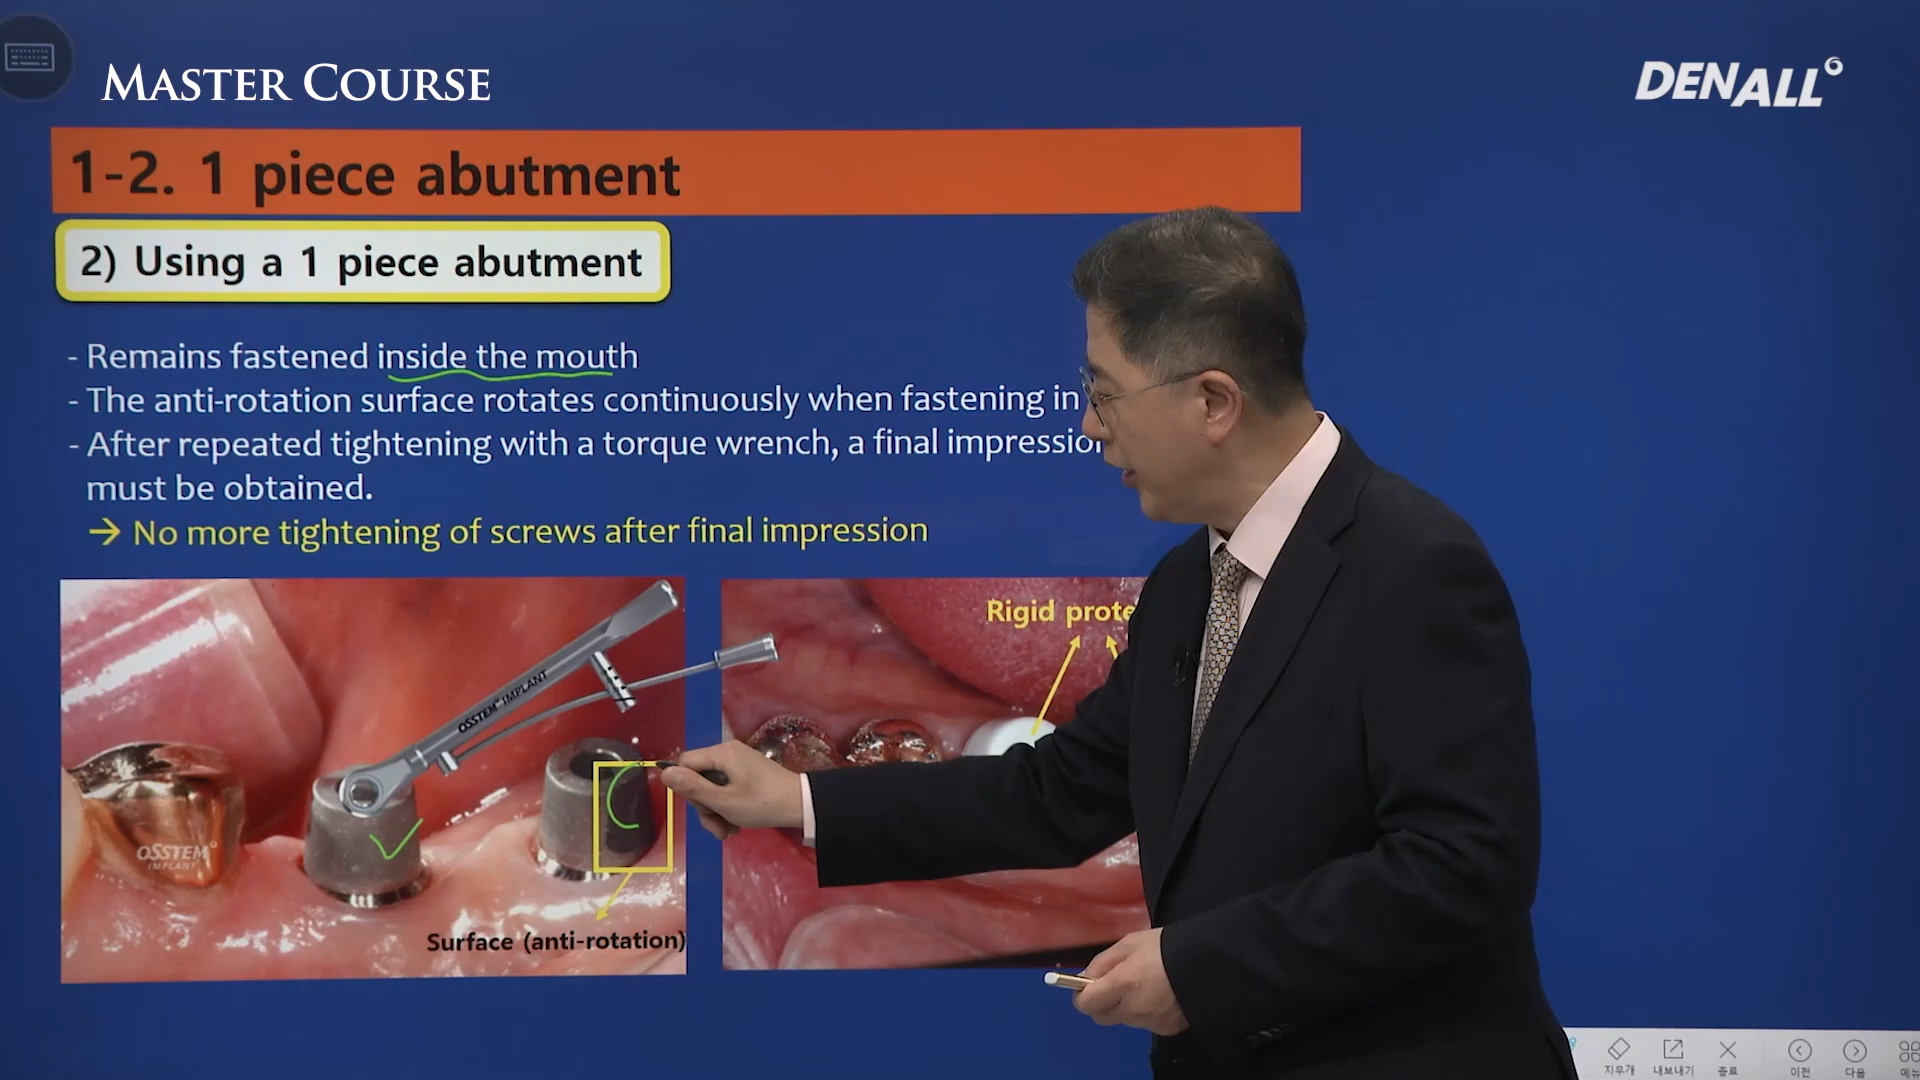 MASTER COURSE
DENALL
1-2. 1 piece abutment
2) Using a 1 piece abutment
- Remains fastened inside the mouth
- The anti-rotation surface rotates continuously when fastening in
- After repeated tightening with a torque wrench, a final impression
must be obtained.
→ No more tightening of screws after final impression
Rigid prote
OSSTEM IMPLANT
OSSTEM
IMPLANT
Surface (anti-rotation)
지우개 내보내기 종료 이전 다음 메뉴